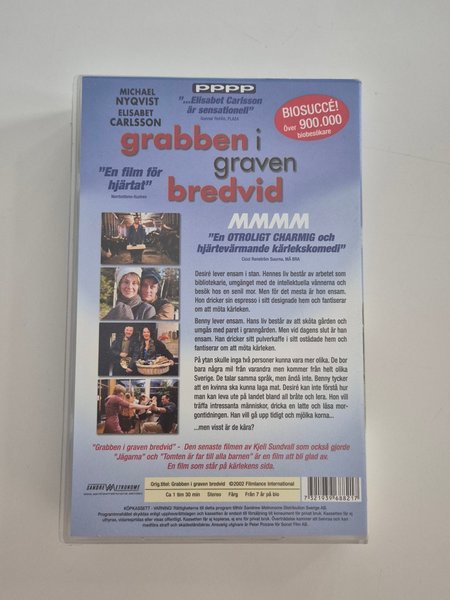 MICHAEL
NYQVIST
ELISABET
CARLSSON
PPPP
"...Elisabet Carlsson
är sensationell"
BIOSUCCÉ!
Över 900.000
biobesökare
grabben i
graven
bredvid
"En film för
hjärtat"
MMMM
"En OTROLIGT CHARMIG och
hjärtevärmande kärlekskomedi"
Desiré lever ensam i stan. Hennes liv består av arbetet som
bibliotekarie, umgänget med de intellektuella vännerna och
besök hos en senil mor. Men för det mesta är hon ensam.
Hon dricker sin espresso i sitt designade hem och fantiserar
om att möta kärleken.
Benny lever ensam. Hans liv består av att sköta gården och
umgås med paret i granngården. Men vid dagens slut är han
ensam. Han dricker sitt pulverkaffe i sitt ostädade hem och
fantiserar om att möta kärleken.
På ytan skulle inga två personer kunna vara mer olika. De bor
bara några mil från varandra men kommer från helt olika
Sverige. De talar samma språk, men ändå inte. Benny tycker
att en kvinna ska kunna laga mat. Desiré kan inte förstå hur
man kan leva ute på landet bland all bråte och lera. Hon vill
träffa intressanta människor, dricka en latte och läsa mor-
gontidningen. Han vill gå upp tidigt och mjölka korna...
...men visst är de kära?
"Grabben i graven bredvid" - Den senaste filmen av Kjell Sundvall som också gjorde
"Jägarna" och "Tomten är far till alla barnen" är en film att bli glad av.
En film som står på kärlekens sida.
SANDREW METRONOME
Orig.titel: Grabben i graven bredvid ©2002 Filmlance International
Ca 1 tim 30 min Stereo Färg Från 7 år på bio
7321939688217